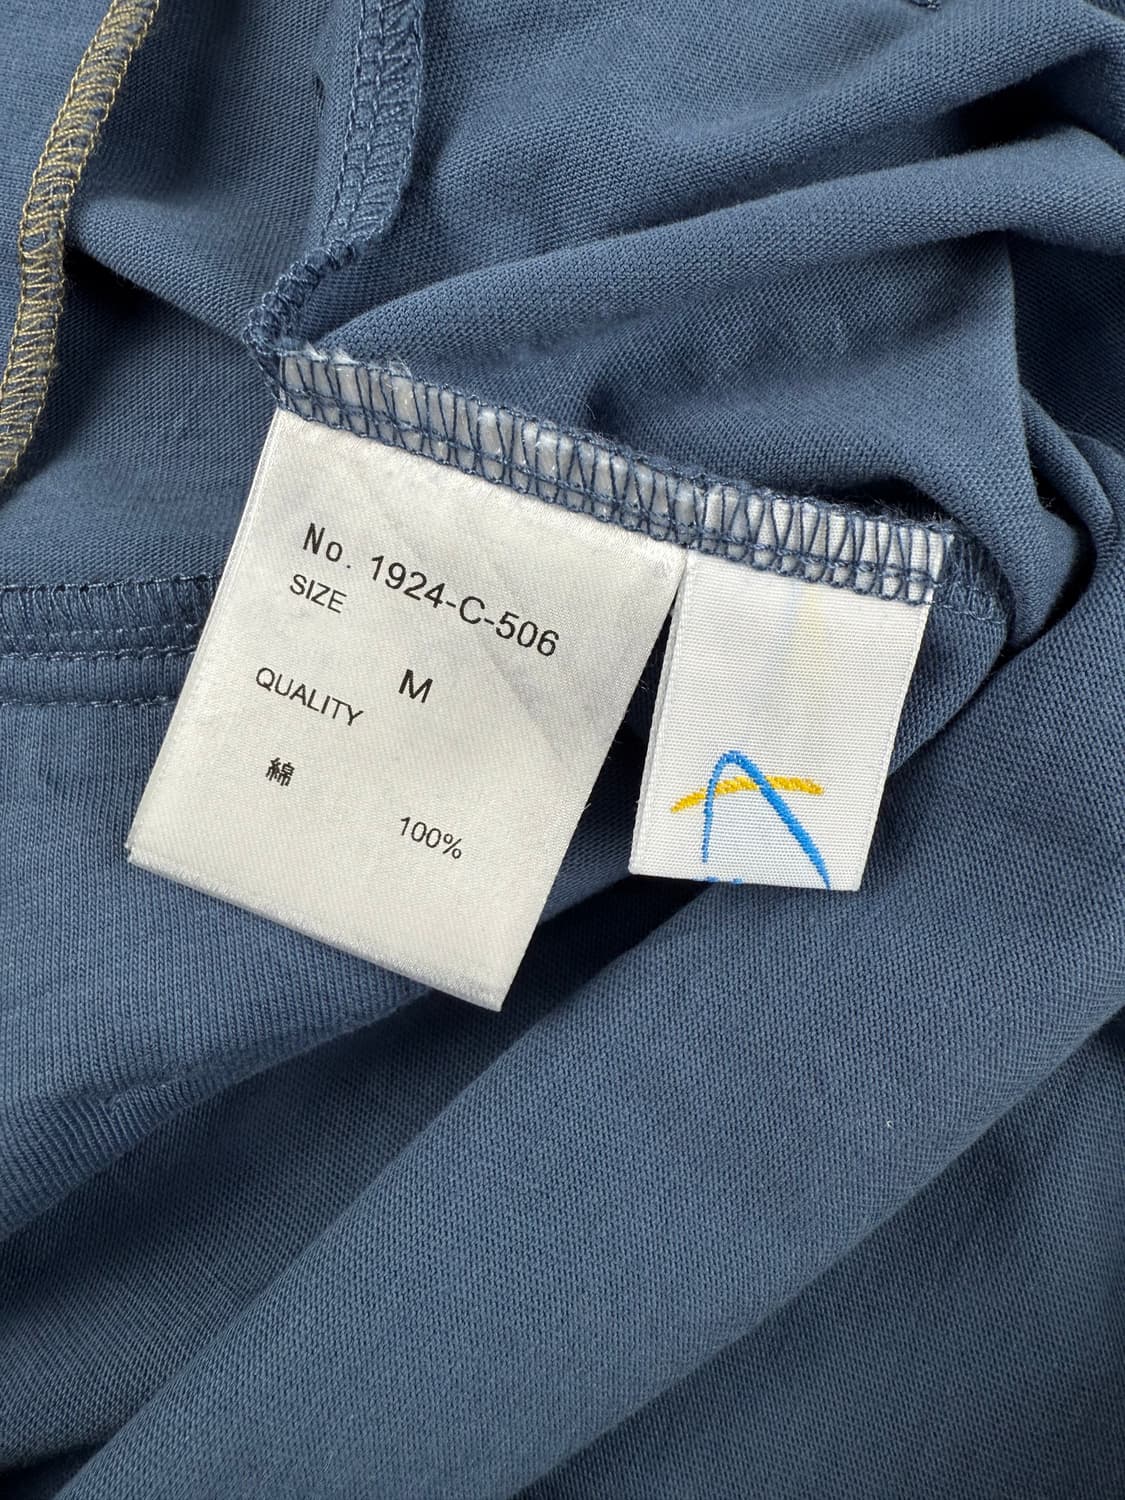 No. 1924-C-506
SIZE
M
QUALITY
綿
100%